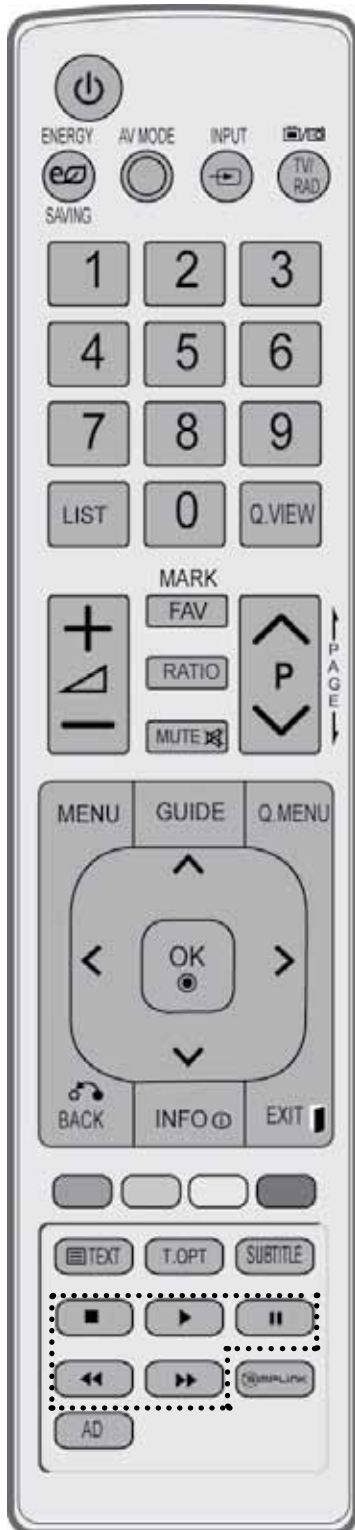 ENERGY AV MODE INPUT
TV/
RAD
SAVING
1 2 3
4 5 6
7 8 9
LIST 0 Q.VIEW
MARK
FAV
RATIO
P
PAGE
MUTE
MENU GUIDE Q.MENU
OK
BACK INFO EXIT
TEXT T.OPT SUBTITLE
SIMPLINK
AD